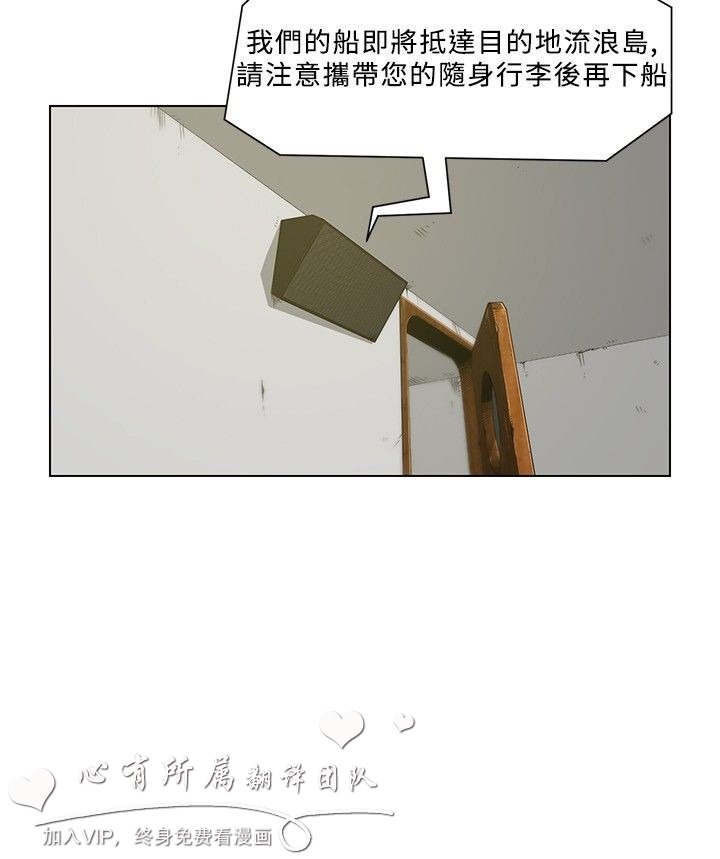 我們的船即將抵達目的地流浪島,
請注意攜帶您的隨身行李後再下船
心有所属翻译团队
加入VIP，终身免费看漫画